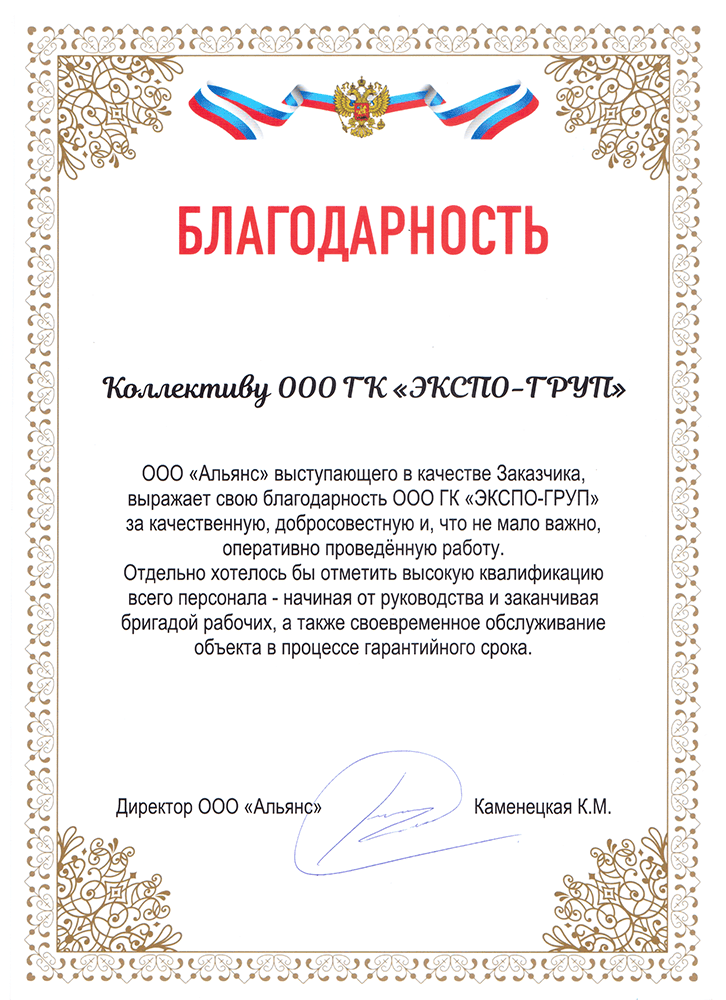 БЛАГОДАРНОСТЬ
Коллективу ООО ГК «ЭКСПО-ГРУП»
ООО «Альянс» выступающего в качестве Заказчика,
выражает свою благодарность ООО ГК «ЭКСПО-ГРУП»
за качественную, добросовестную и, что не мало важно,
оперативно проведённую работу.
Отдельно хотелось бы отметить высокую квалификацию
всего персонала - начиная от руководства и заканчивая
бригадой рабочих, а также своевременное обслуживание
объекта в процессе гарантийного срока.
Директор ООО «Альянс» Каменецкая К.М.